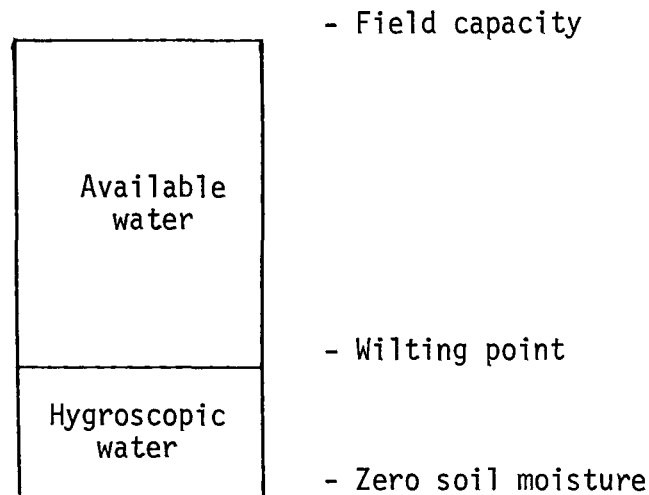 - Field capacity
Available
water
- Wilting point
Hygroscopic
water
- Zero soil moisture